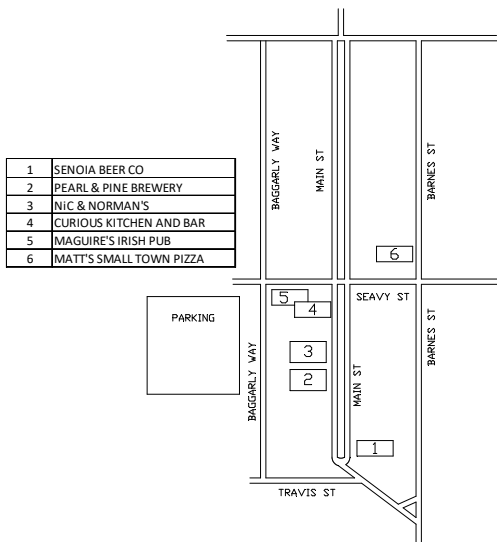 BAGGARLY WAY
MAIN ST
BARNES ST
1 SENOIA BEER CO
2 PEARL & PINE BREWERY
3 NiC & NORMAN'S
4 CURIOUS KITCHEN AND BAR
5 MAGUIRE'S IRISH PUB
6 MATT'S SMALL TOWN PIZZA
6
5
4
SEAVY ST
PARKING
3
2
BAGGARLY WAY
MAIN ST
BARNES ST
1
TRAVIS ST